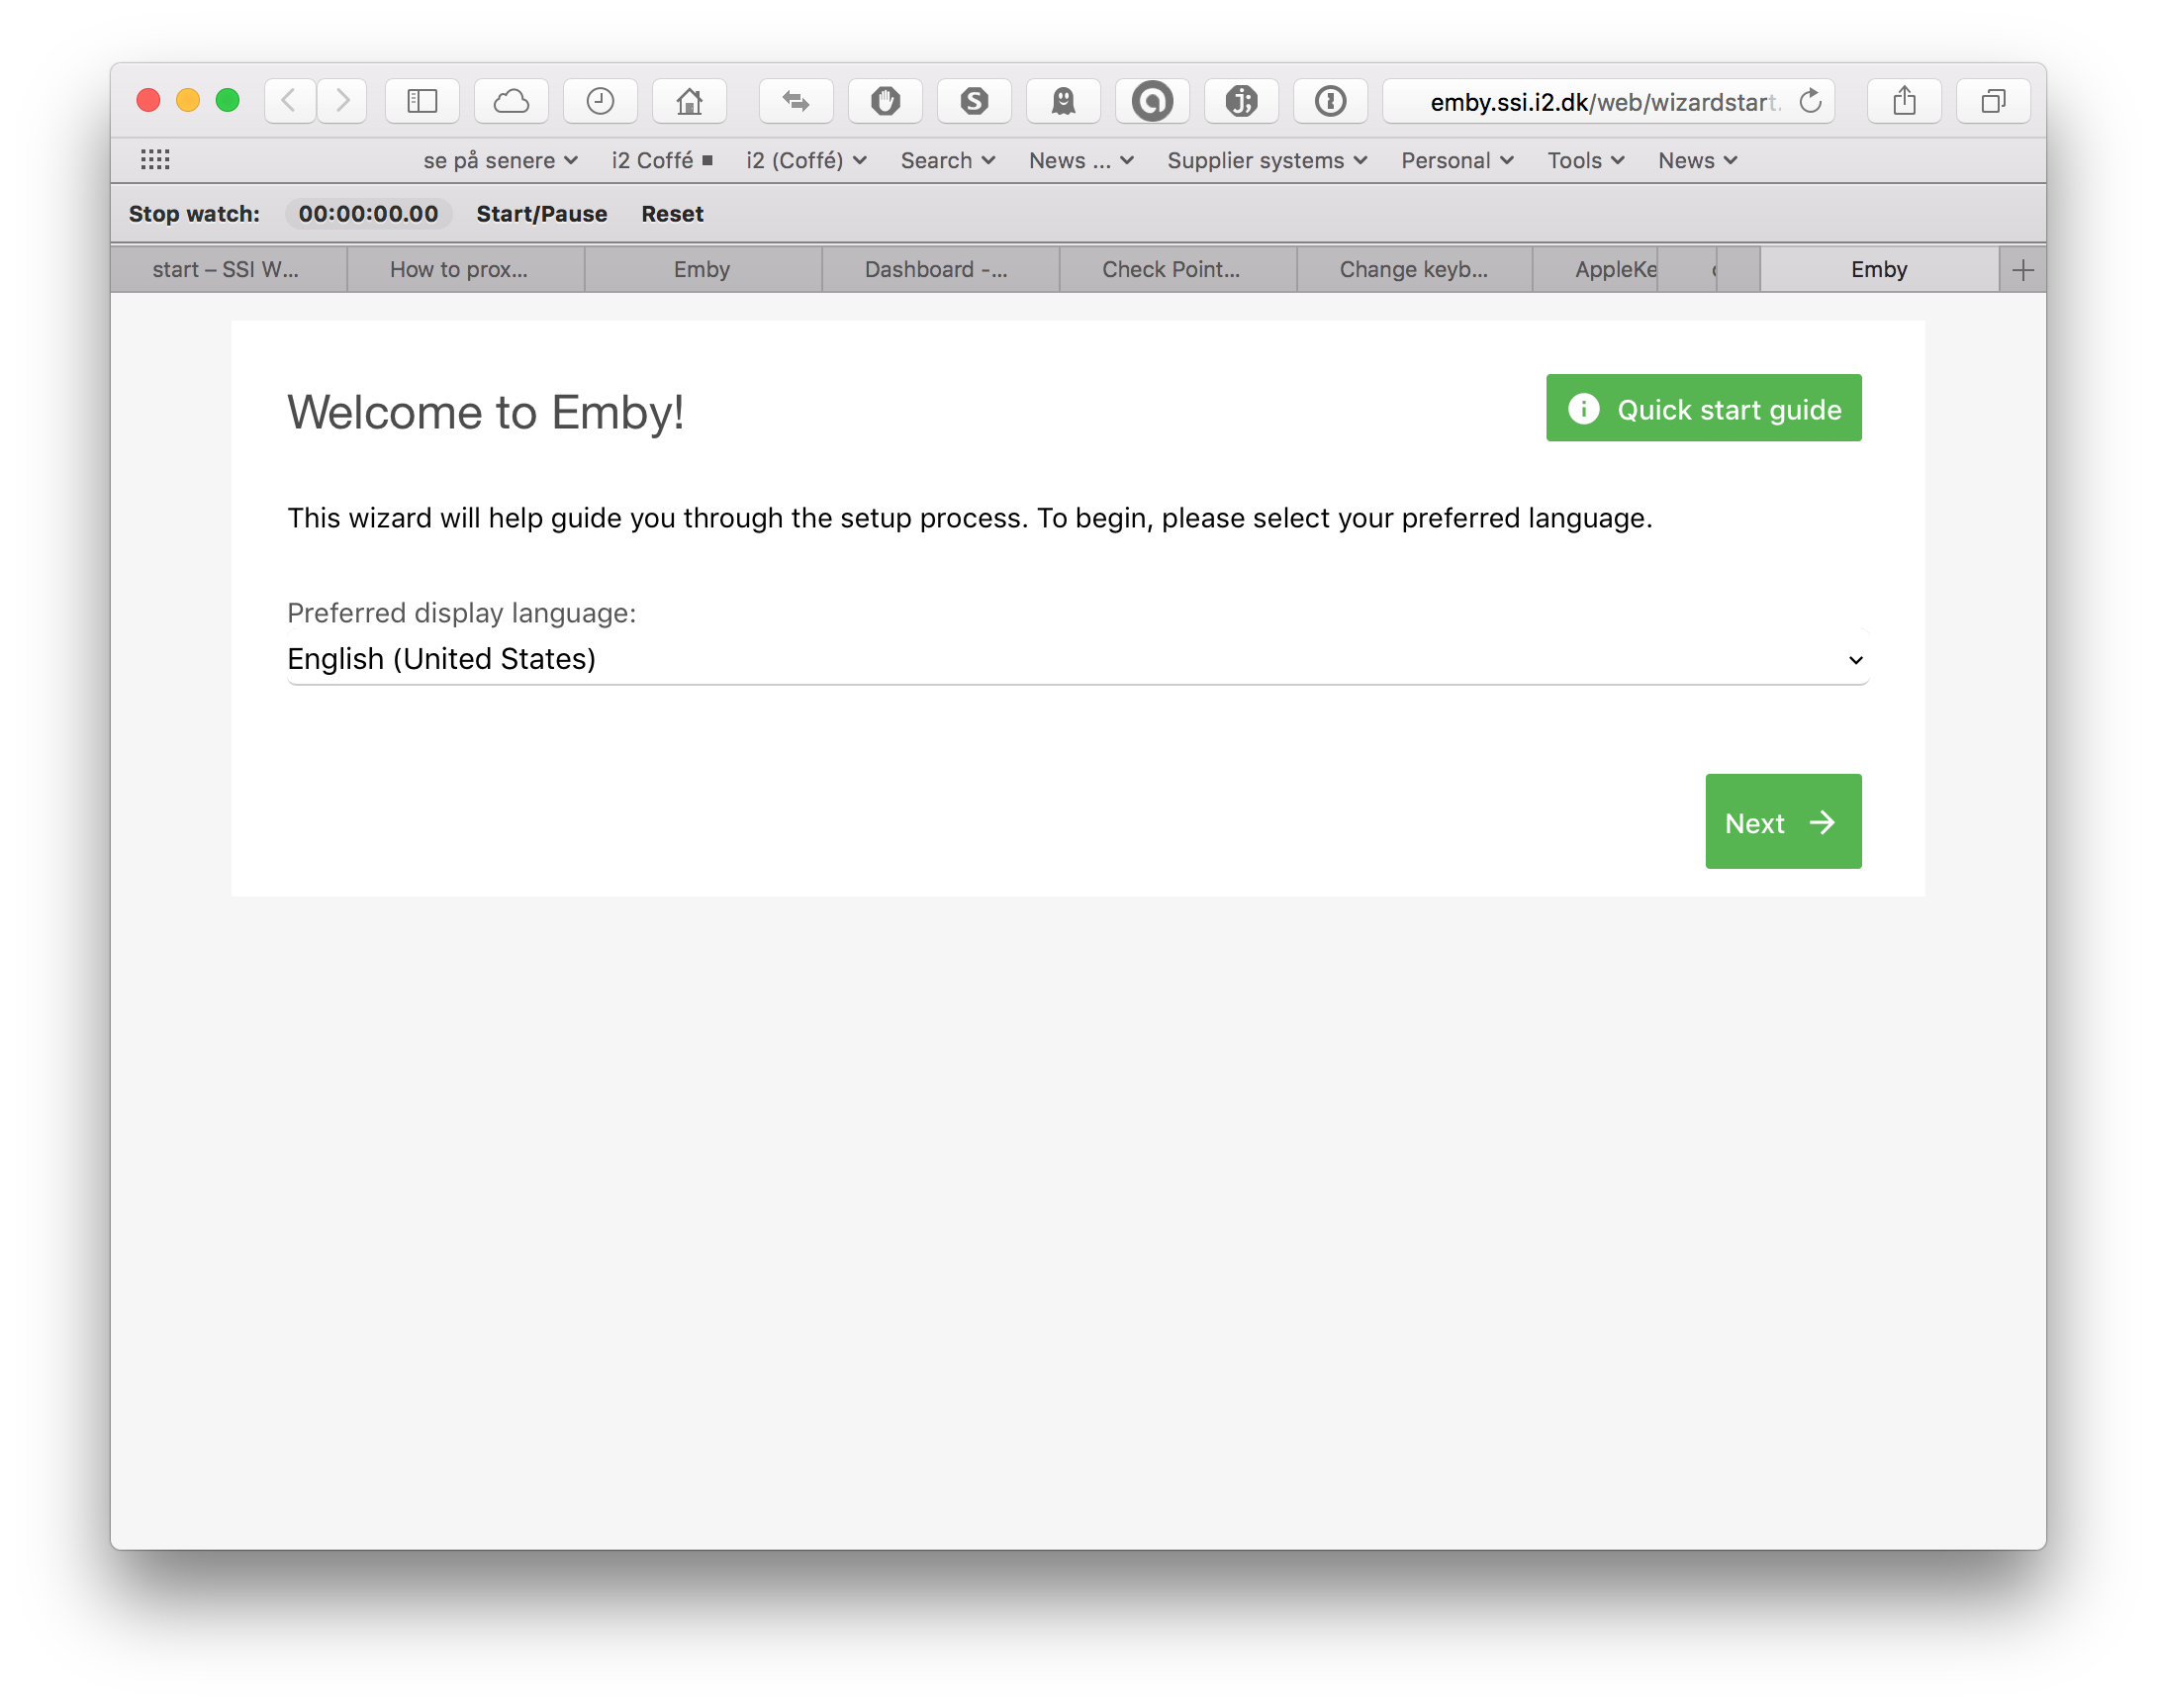 emby.ssi.i2.dk/web/wizardstart.
se på senere i2 Coffé i2 (Coffé) Search News ... Supplier systems Personal Tools News
Stop watch: 00:00:00.00 Start/Pause Reset
start – SSI W... How to prox... Emby Dashboard -... Check Point... Change keyb... AppleKe Emby
Welcome to Emby!
Quick start guide
This wizard will help guide you through the setup process. To begin, please select your preferred language.
Preferred display language:
English (United States)
Next